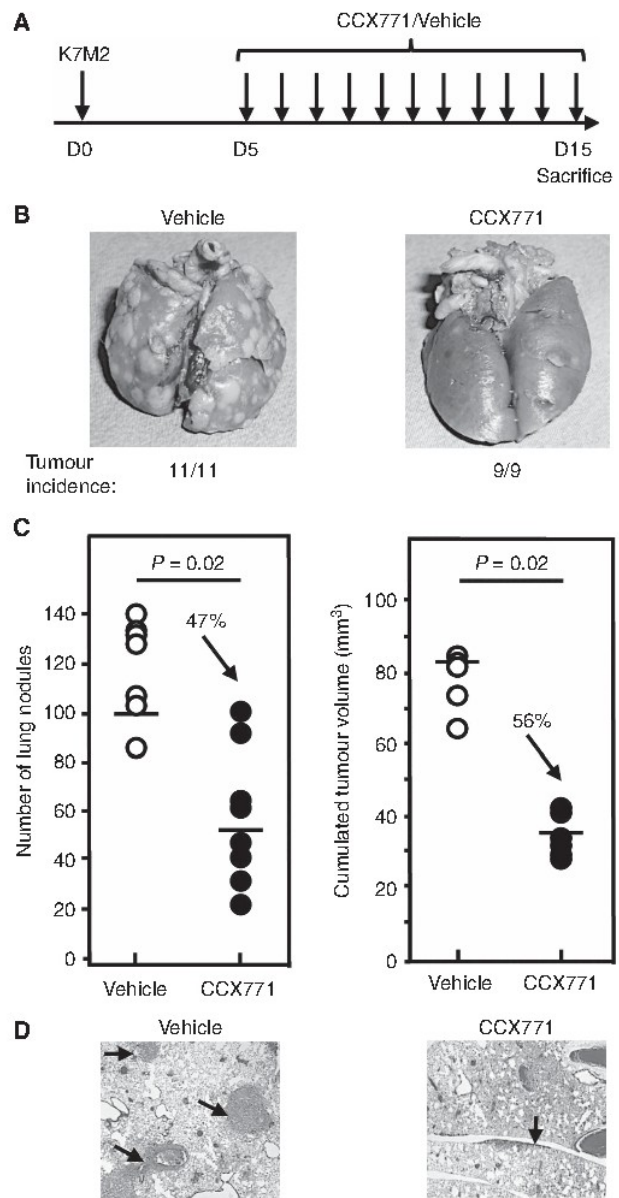 A
CCX771/Vehicle
K7M2
D0 D5 D15
Sacrifice
B
Vehicle CCX771
Tumour incidence: 11/11 9/9
C
P = 0.02
47%
Number of lung nodules
140
120
100
80
60
40
20
0
Vehicle CCX771
P = 0.02
56%
Cumulated tumour volume (mm³)
100
80
60
40
20
0
Vehicle CCX771
D
Vehicle CCX771